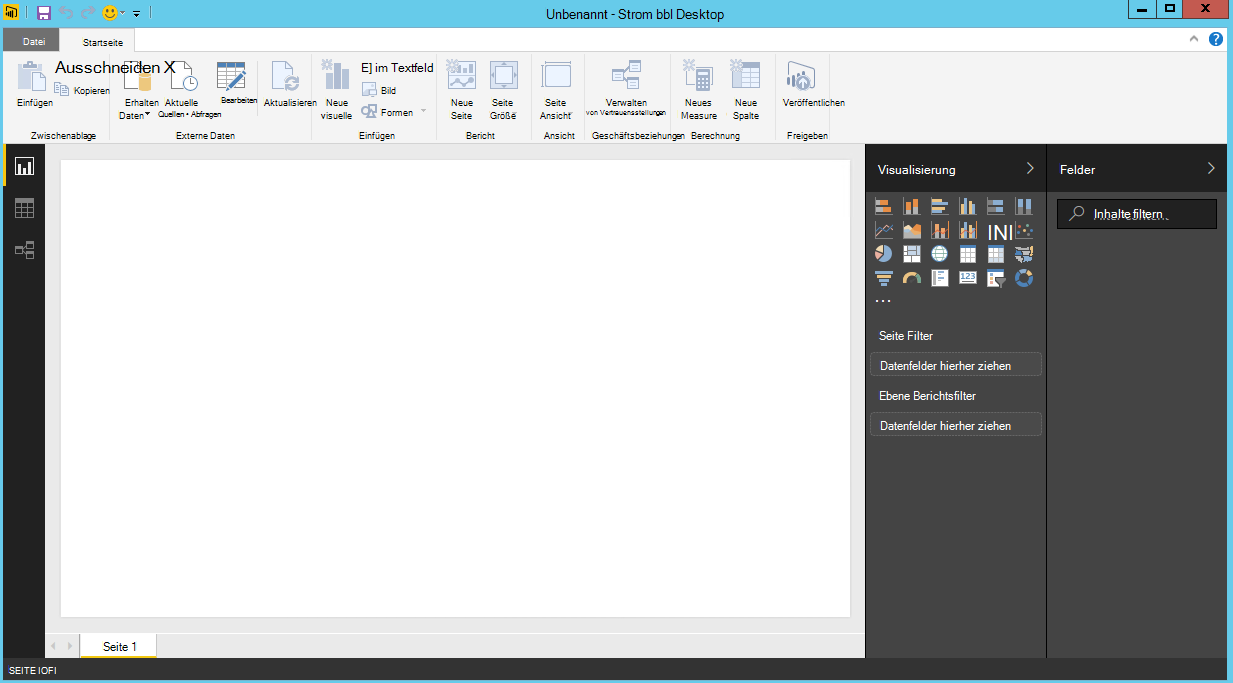 Unbenannt - Strom bbl Desktop
Datei
Startseite
Einfügen
Ausschneiden X
Kopieren
Zwischenablage
Erhalten
Daten
Aktuelle
Quellen • Abfragen
Bearbeiten
Aktualisieren
Externe Daten
Neue
visuelle
E] im Textfeld
Bild
Formen
Einfügen
Neue
Seite
Seite
Größe
Bericht
Seite
Ansicht
Ansicht
Verwalten
von Vertrauensstellungen
Geschäftsbeziehungen
Neues
Measure
Neue
Spalte
Berechnung
Veröffentlichen
Freigeben
Visualisierung
INI
123
...
Seite Filter
Datenfelder hierher ziehen
Ebene Berichtsfilter
Datenfelder hierher ziehen
Felder
Inhalte filtern..
Seite 1
SEITE IOFI